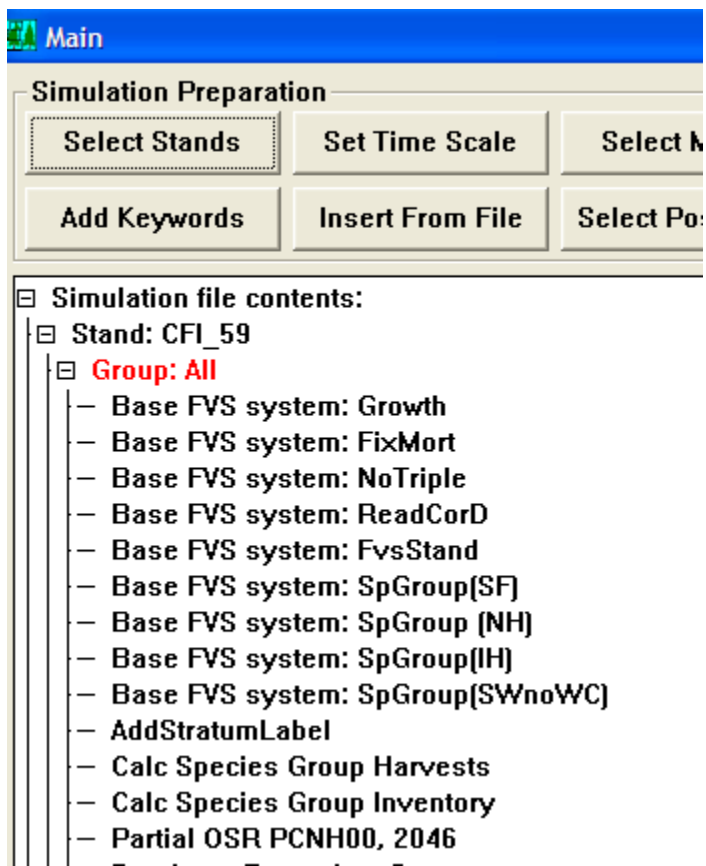 Main
Simulation Preparation
Select Stands Set Time Scale Select
Add Keywords Insert From File Select
Simulation file contents:
Stand: CFI_59
Group: All
Base FVS system: Growth
Base FVS system: FixMort
Base FVS system: NoTriple
Base FVS system: ReadCorD
Base FVS system: FvsStand
Base FVS system: SpGroup(SF)
Base FVS system: SpGroup (NH)
Base FVS system: SpGroup(IH)
Base FVS system: SpGroup(SWnoWC)
AddStratumLabel
Calc Species Group Harvests
Calc Species Group Inventory
Partial OSR PCNH00, 2046